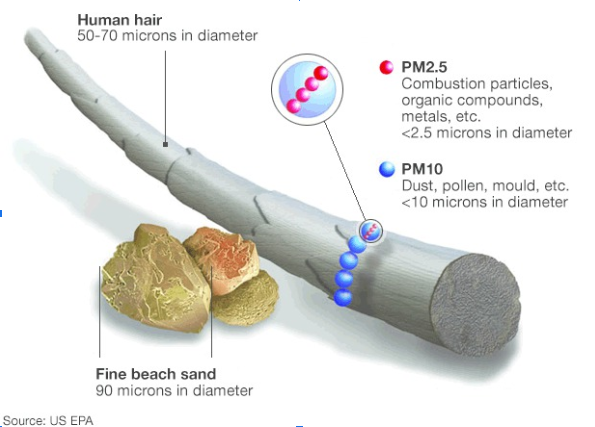 Human hair
50-70 microns in diameter
PM2.5
Combustion particles,
organic compounds,
metals, etc.
<2.5 microns in diameter
PM10
Dust, pollen, mould, etc.
<10 microns in diameter
Fine beach sand
90 microns in diameter
Source: US EPA